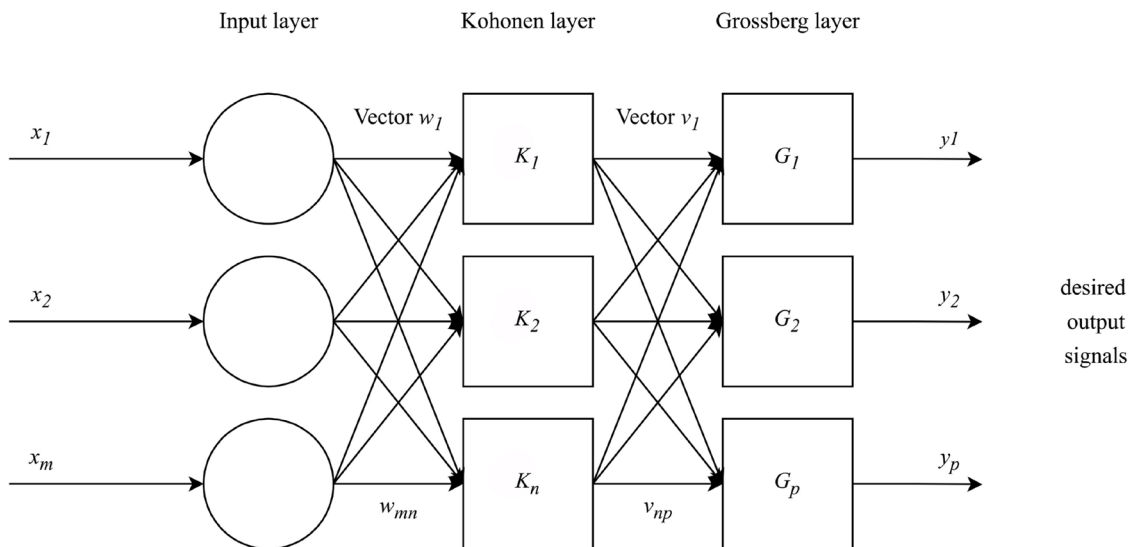 Input layer
Kohonen layer
Grossberg layer
x1
Vector w1
K1
Vector v1
G1
y1
x2
K2
G2
y2
desired
output
signals
xm
wmn
Kn
vnp
Gp
yp